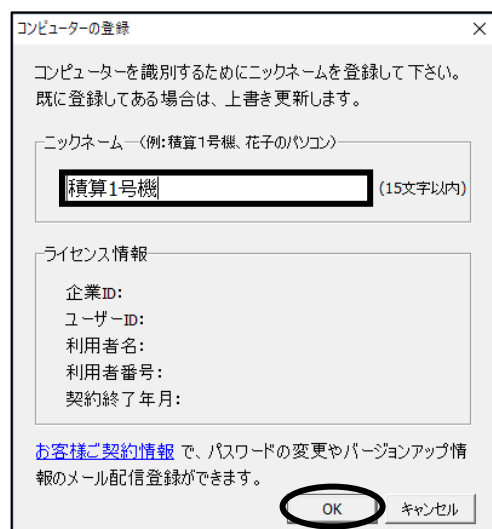 コンピューターの登録
コンピューターを識別するためにニックネームを登録して下さい。
既に登録してある場合は、上書き更新します。
ニックネーム―(例:積算1号機、花子のパソコン)
積算1号機
(15文字以内)
ライセンス情報
企業ID:
ユーザーID:
利用者名:
利用者番号:
契約終了年月:
お客様ご契約情報 で、パスワードの変更やバージョンアップ情
報のメール配信登録ができます。
OK
キャンセル